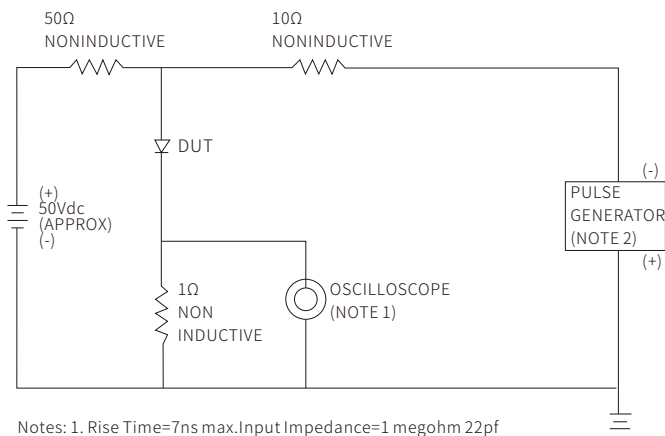 50Ω
NONINDUCTIVE
10Ω
NONINDUCTIVE
DUT
(+)
50Vdc
(APPROX)
(-)
(-)
PULSE
GENERATOR
(NOTE 2)
(+)
1Ω
NON
INDUCTIVE
OSCILLOSCOPE
(NOTE 1)
Notes: 1. Rise Time=7ns max.Input Impedance=1 megohm 22pf